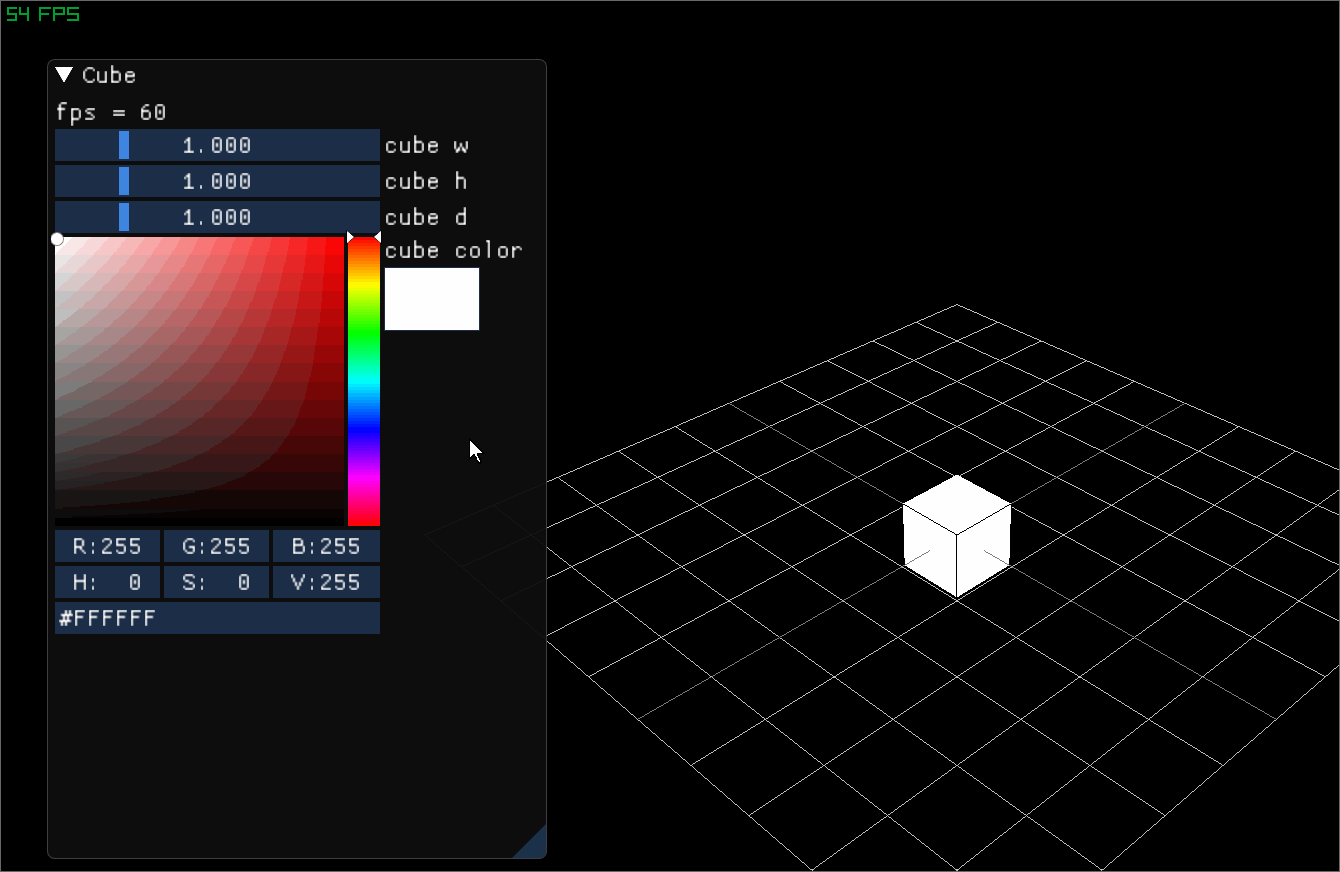 54 FPS
Cube
fps = 60
1.000 cube w
1.000 cube h
1.000 cube d
cube color
R:255 G:255 B:255
H: 0 S: 0 V:255
#FFFFFF